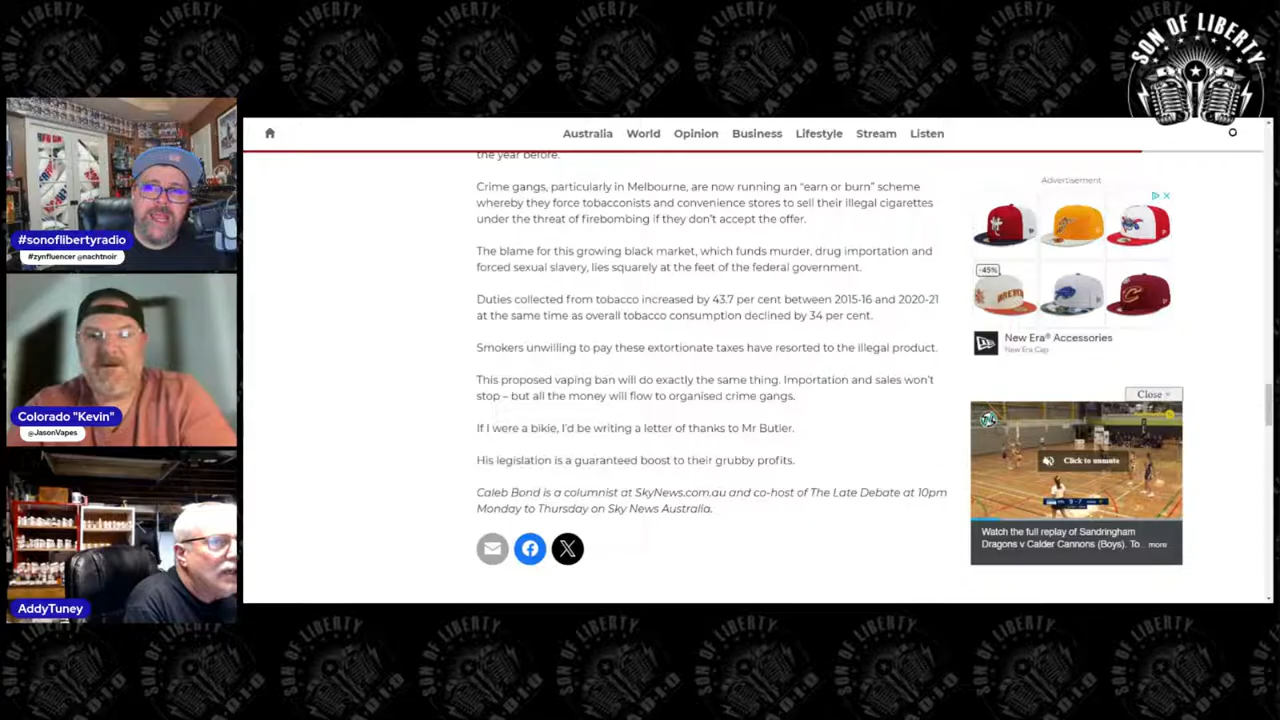 SON OF LIBERTY
RADIO
Australia World Opinion Business Lifestyle Stream Listen
the year before.
Crime gangs, particularly in Melbourne, are now running an “earn or burn” scheme
whereby they force tobacconists and convenience stores to sell their illegal cigarettes
under the threat of firebombing if they don’t accept the offer.
The blame for this growing black market, which funds murder, drug importation and
forced sexual slavery, lies squarely at the feet of the federal government.
Duties collected from tobacco increased by 43.7 per cent between 2015-16 and 2020-21
at the same time as overall tobacco consumption declined by 34 per cent.
Smokers unwilling to pay these extortionate taxes have resorted to the illegal product.
This proposed vaping ban will do exactly the same thing. Importation and sales won’t
stop – but all the money will flow to organised crime gangs.
If I were a bikie, I’d be writing a letter of thanks to Mr Butler.
His legislation is a guaranteed boost to their grubby profits.
Caleb Bond is a columnist at SkyNews.com.au and co-host of The Late Debate at 10pm
Monday to Thursday on Sky News Australia.
Advertisement
-45%
New Era® Accessories
New Era Cap
Close ×
Click to unmute
9 - 7
Watch the full replay of Sandringham
Dragons v Calder Cannons (Boys). To... more
#sonoflibertyradio
#zynfluencer @nachtnoir
Colorado "Kevin"
@JasonVapes
AddyTuney